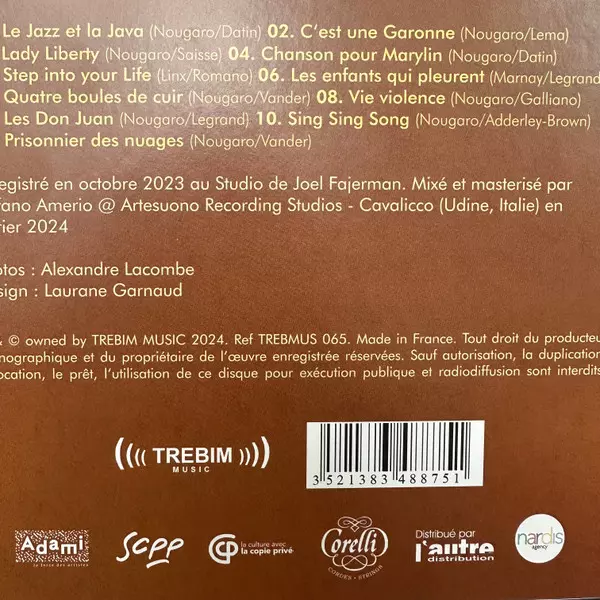 Le Jazz et la Java (Nougaro/Datin) 02. C'est une Garonne (Nougaro/Lema)
Lady Liberty (Nougaro/Saisse) 04. Chanson pour Marylin (Nougaro/Datin)
Step into your Life (Linx/Romano) 06. Les enfants qui pleurent (Marnay/Legrand
Quatre boules de cuir (Nougaro/Vander) 08. Vie violence (Nougaro/Galliano)
Les Don Juan (Nougaro/Legrand) 10. Sing Sing Song (Nougaro/Adderley-Brown)
Prisonnier des nuages (Nougaro/Vander)
egistré en octobre 2023 au Studio de Joel Fajerman. Mixé et masterisé par
fano Amerio @ Artesuono Recording Studios - Cavalicco (Udine, Italie) en
rier 2024
otos : Alexandre Lacombe
sign : Laurane Garnaud
& © owned by TREBIM MUSIC 2024. Ref TREBMUS 065. Made in France. Tout droit du producteur
nographique et du propriétaire de l'œuvre enregistrée réservées. Sauf autorisation, la duplication
ocation, le prêt, l'utilisation de ce disque pour exécution publique et radiodiffusion sont interdits
TREBIM
MUSIC
3 521383 488751
Adami
la force des artistes
scpp
CP la culture avec
la copie privé
Corelli
CORDES - STRINGS
Distribué par
l'autre
distribution
nardis
agency